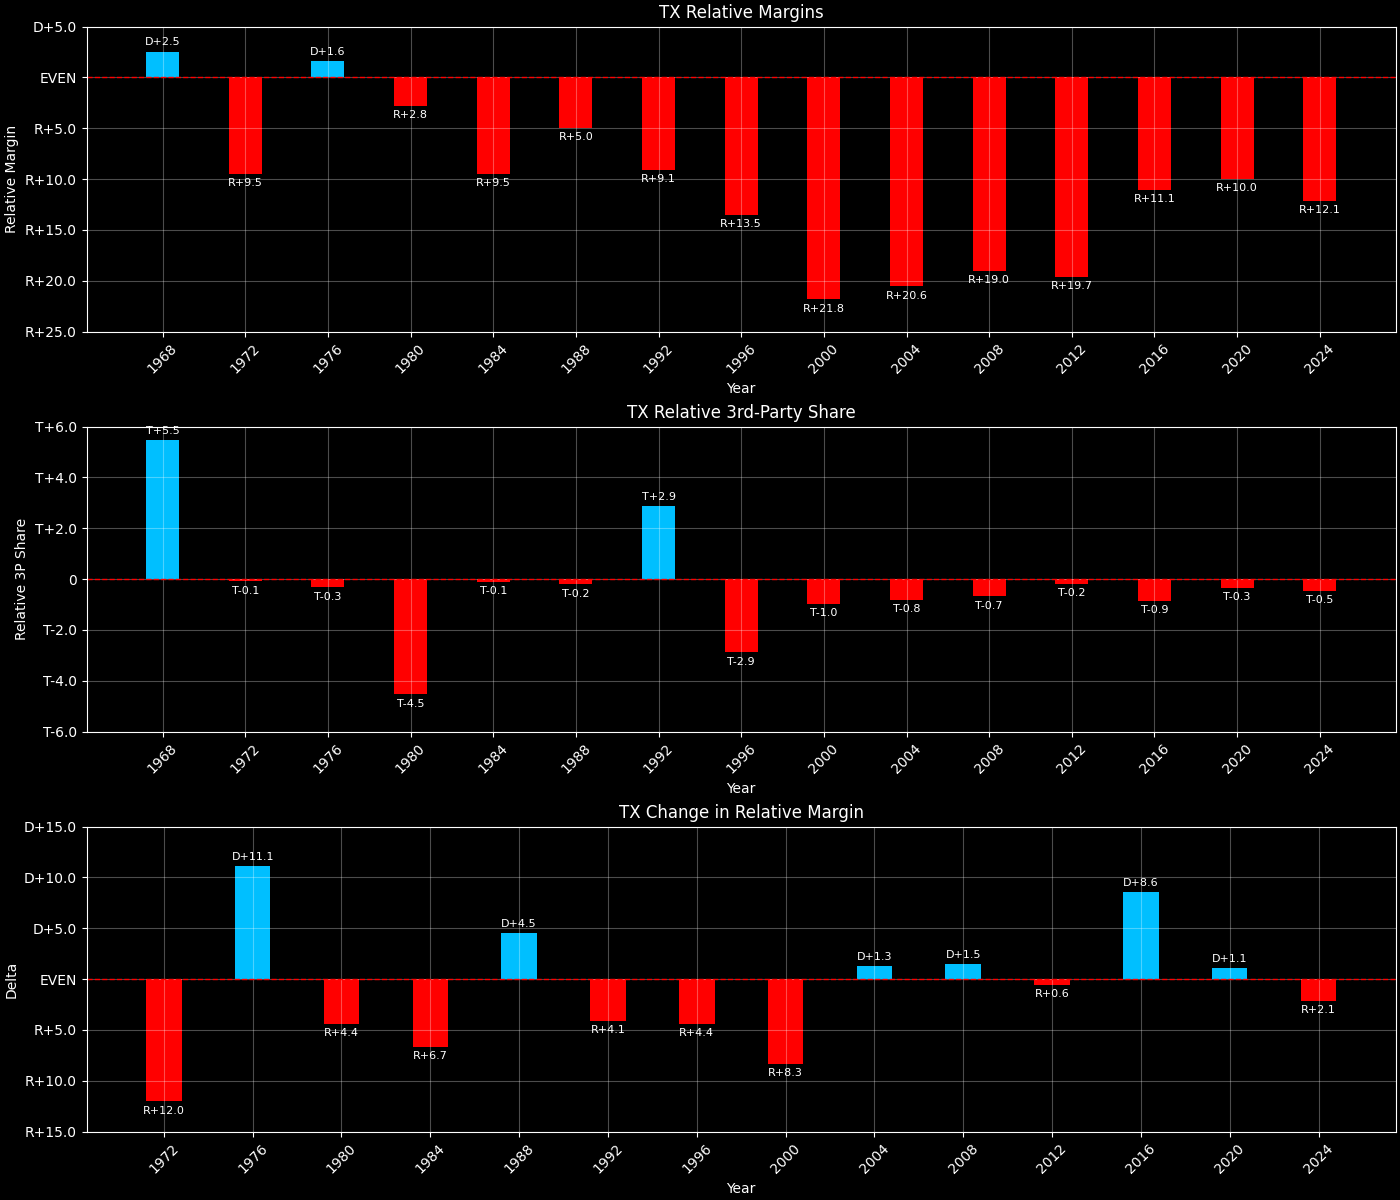 TX Relative Margins
D+5.0
EVEN
R+5.0
R+10.0
R+15.0
R+20.0
R+25.0
Relative Margin
D+2.5
R+9.5
D+1.6
R+2.8
R+9.5
R+5.0
R+9.1
R+13.5
R+21.8
R+20.6
R+19.0
R+19.7
R+11.1
R+10.0
R+12.1
1968 1972 1976 1980 1984 1988 1992 1996 2000 2004 2008 2012 2016 2020 2024
Year
TX Relative 3rd-Party Share
T+6.0
T+4.0
T+2.0
0
T-2.0
T-4.0
T-6.0
Relative 3P Share
T+5.5
T-0.1
T-0.3
T-4.5
T-0.1
T-0.2
T+2.9
T-2.9
T-1.0
T-0.8
T-0.7
T-0.2
T-0.9
T-0.3
T-0.5
1968 1972 1976 1980 1984 1988 1992 1996 2000 2004 2008 2012 2016 2020 2024
Year
TX Change in Relative Margin
D+15.0
D+10.0
D+5.0
EVEN
R+5.0
R+10.0
R+15.0
Delta
R+12.0
D+11.1
R+4.4
R+6.7
D+4.5
R+4.1
R+4.4
R+8.3
D+1.3
D+1.5
R+0.6
D+8.6
D+1.1
R+2.1
1972 1976 1980 1984 1988 1992 1996 2000 2004 2008 2012 2016 2020 2024
Year